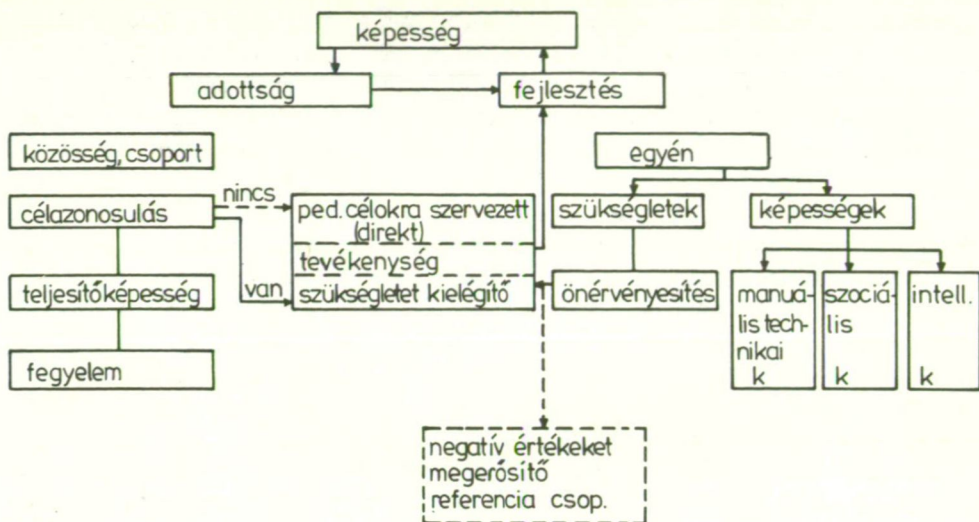 képesség
adottság
fejlesztés
közösség, csoport
egyén
célazonosulás
nincs
ped. célokra szervezett
(direkt)
szükségletek
képességek
tevékenység
teljesítőképesség
van
szükségletet kielégítő
önérvényesítés
manuá-
lis tech-
nikai
k
szociá-
lis
k
intell.
k
fegyelem
negatív értékeket
megerősítő
referencia csop.